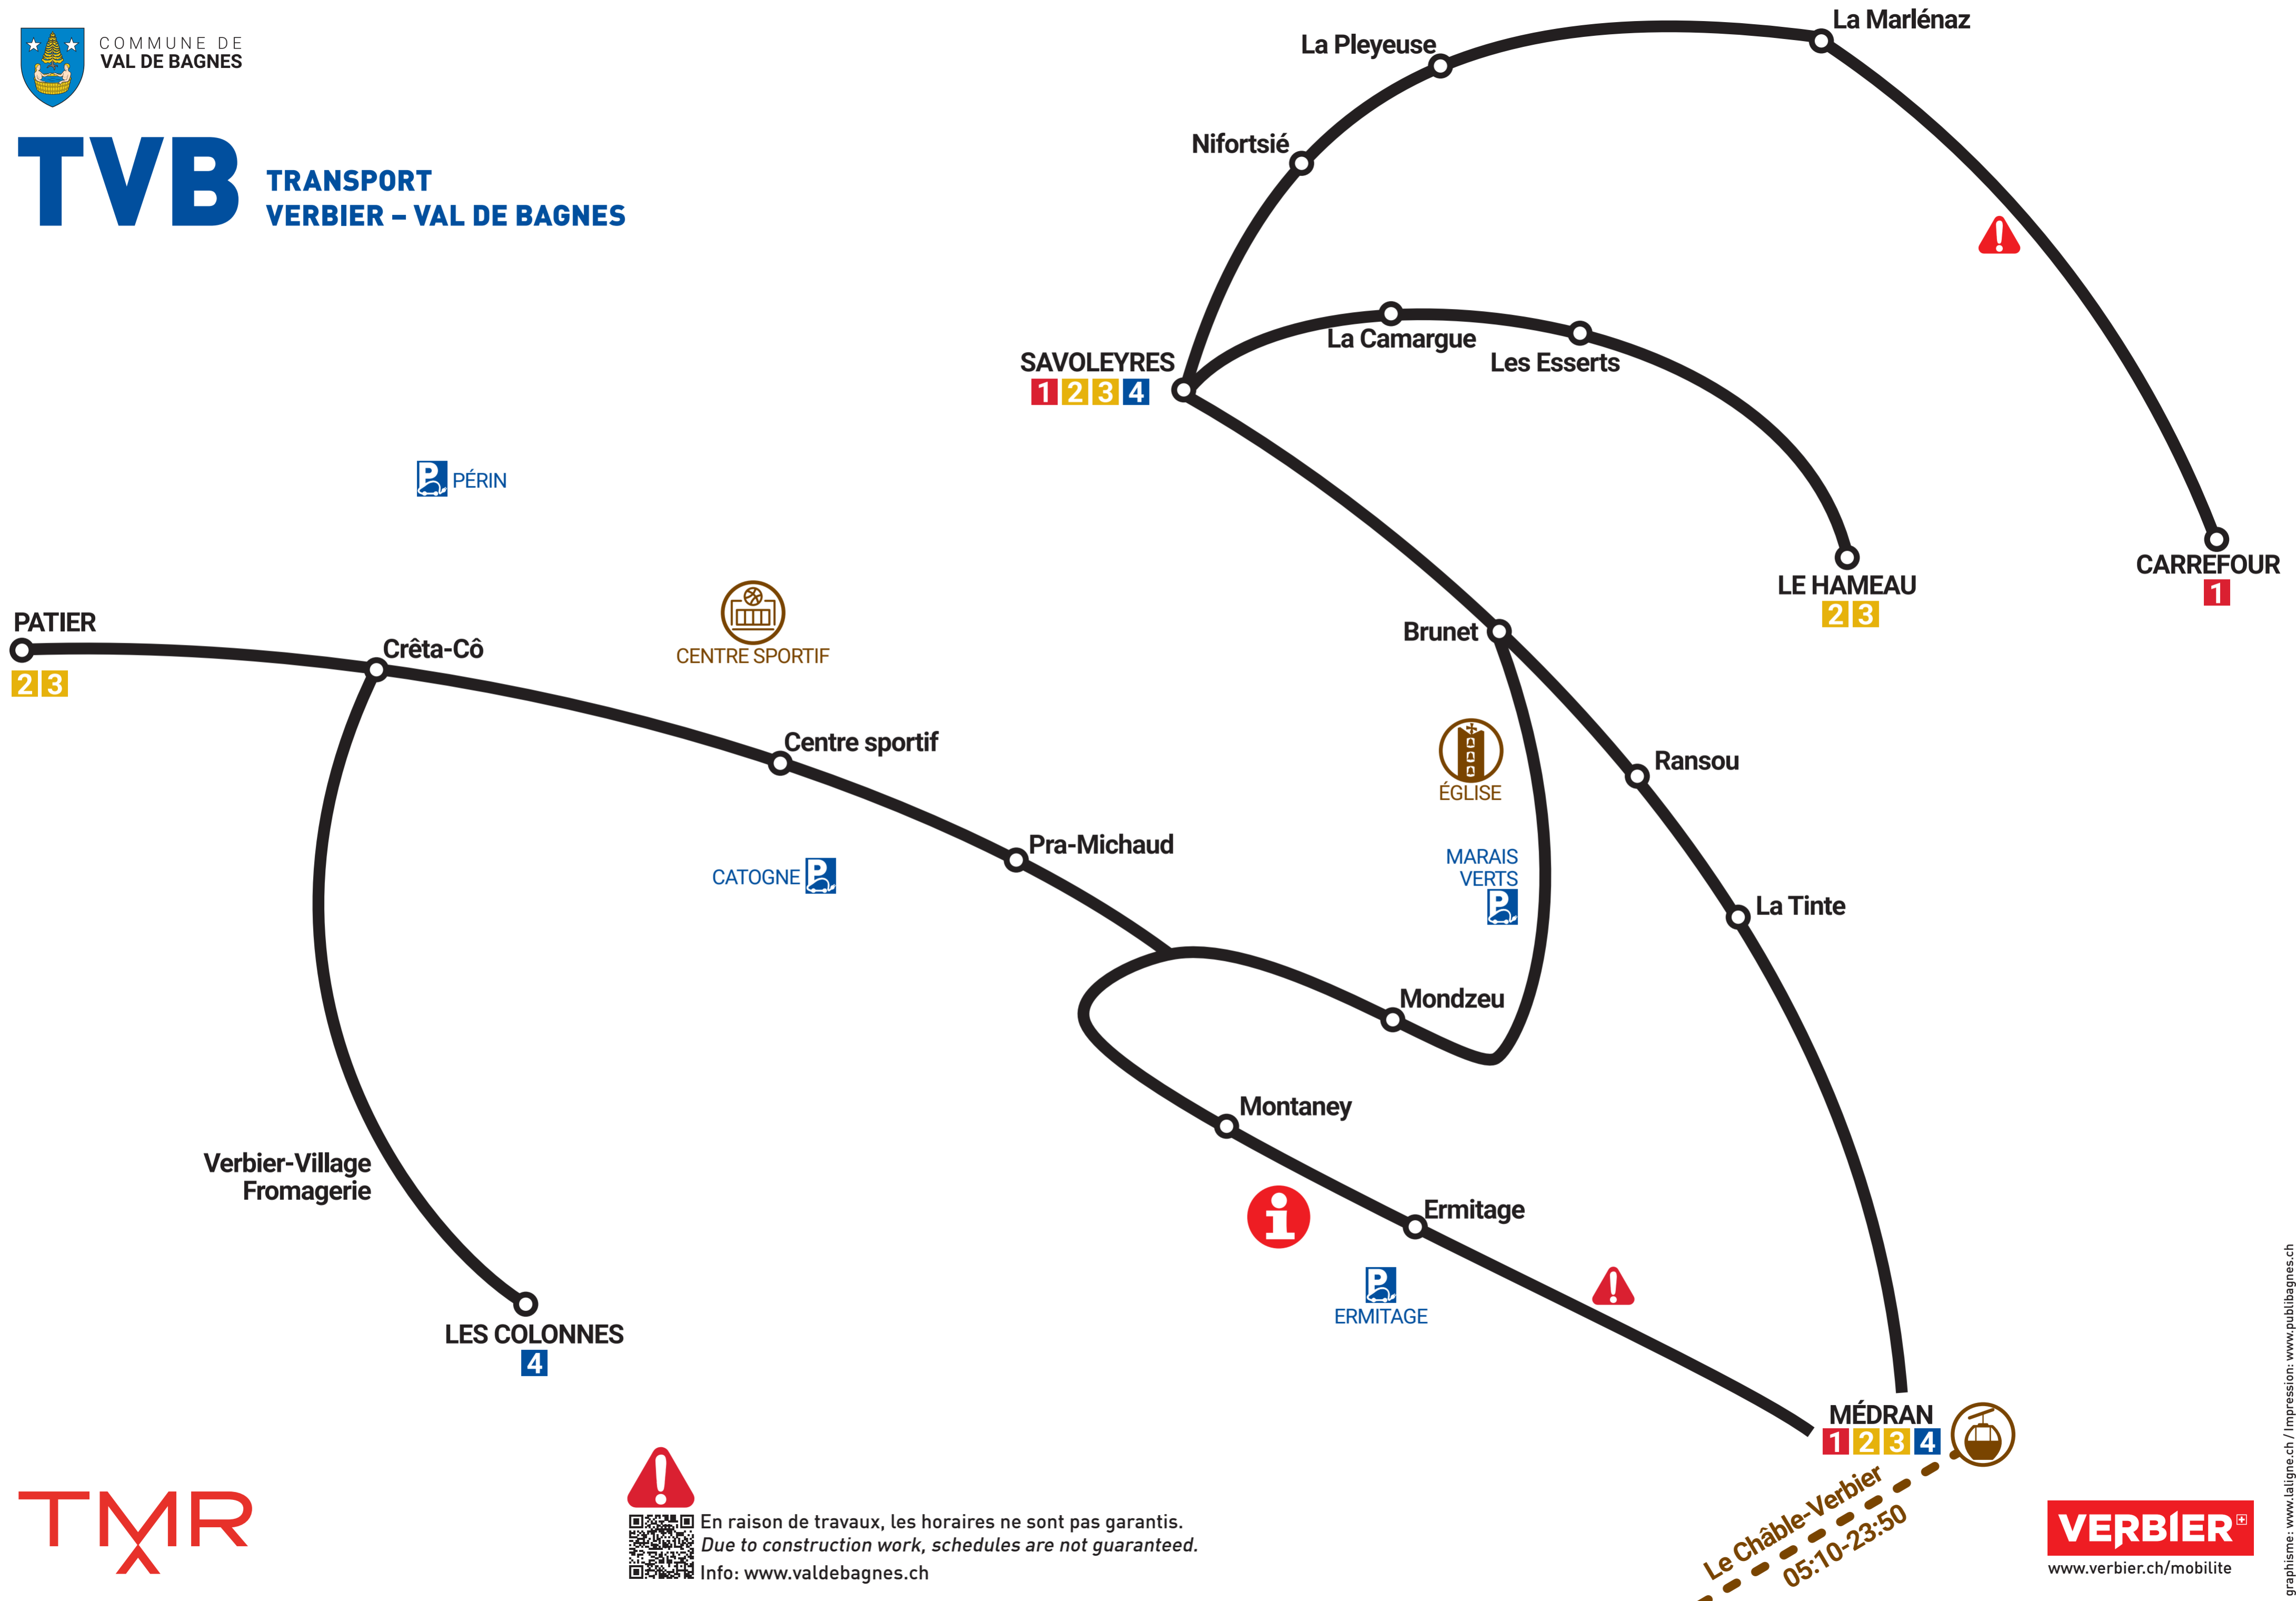 COMMUNE DE
VAL DE BAGNES
TVB
TRANSPORT
VERBIER – VAL DE BAGNES
La Marlénaz
La Pleyeuse
Nifortsié
La Camargue
Les Esserts
SAVOLEYRES
1 2 3 4
P PÉRIN
CARREFOUR
1
LE HAMEAU
2 3
PATIER
2 3
Crêta-Cô
CENTRE SPORTIF
Brunet
Centre sportif
Ransou
ÉGLISE
Pra-Michaud
CATOGNE P
MARAIS
VERTS
P
La Tinte
Mondzeu
Montaney
Verbier-Village
Fromagerie
Ermitage
i
P
ERMITAGE
LES COLONNES
4
MÉDRAN
1 2 3 4
Le Châble-Verbier
05:10-23:50
TMR
En raison de travaux, les horaires ne sont pas garantis.
Due to construction work, schedules are not guaranteed.
Info: www.valdebagnes.ch
VERBIER
www.verbier.ch/mobilite
graphisme: www.laligne.ch / Impression: www.publibagnes.ch